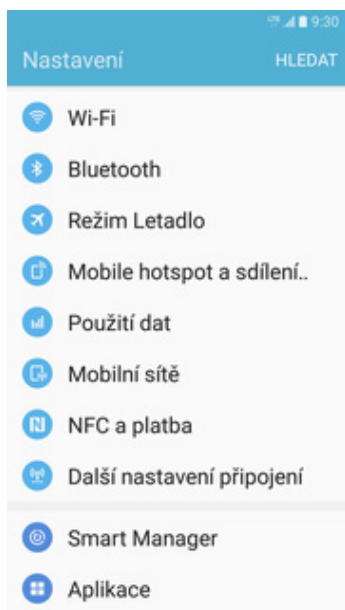 9:30
Nastavení HLEDAT
Wi-Fi
Bluetooth
Režim Letadlo
Mobile hotspot a sdílení..
Použití dat
Mobilní sítě
NFC a platba
Další nastavení připojení
Smart Manager
Aplikace